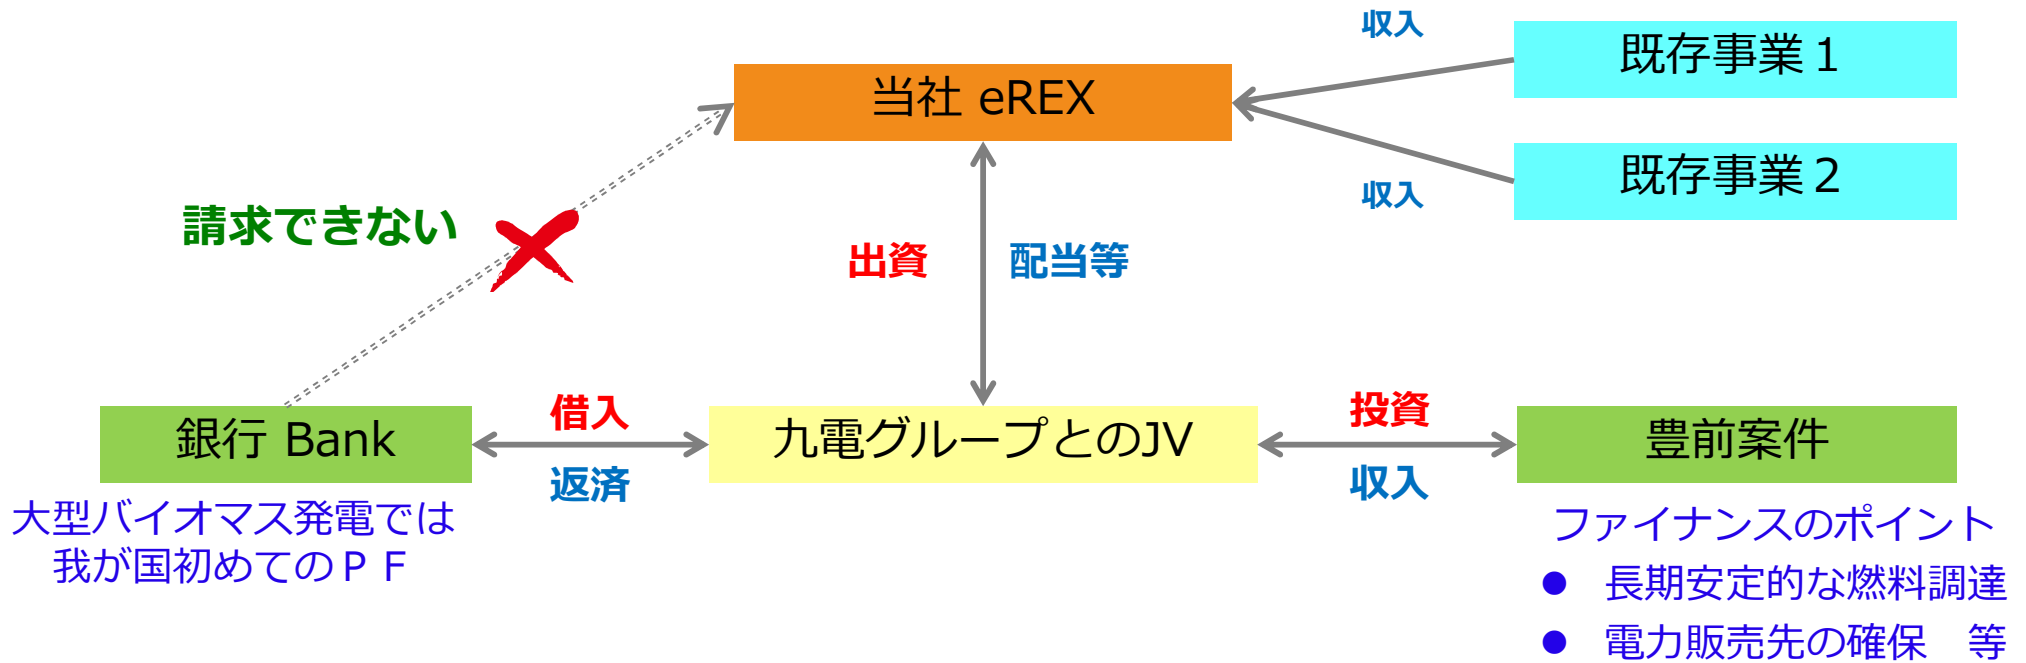 収入
既存事業１
当社 eREX
既存事業２
収入
請求できない
出資
配当等
借入
投資
銀行 Bank
九電グループとのJV
豊前案件
返済
収入
大型バイオマス発電では
我が国初めてのＰＦ
ファイナンスのポイント
● 長期安定的な燃料調達
● 電力販売先の確保　等